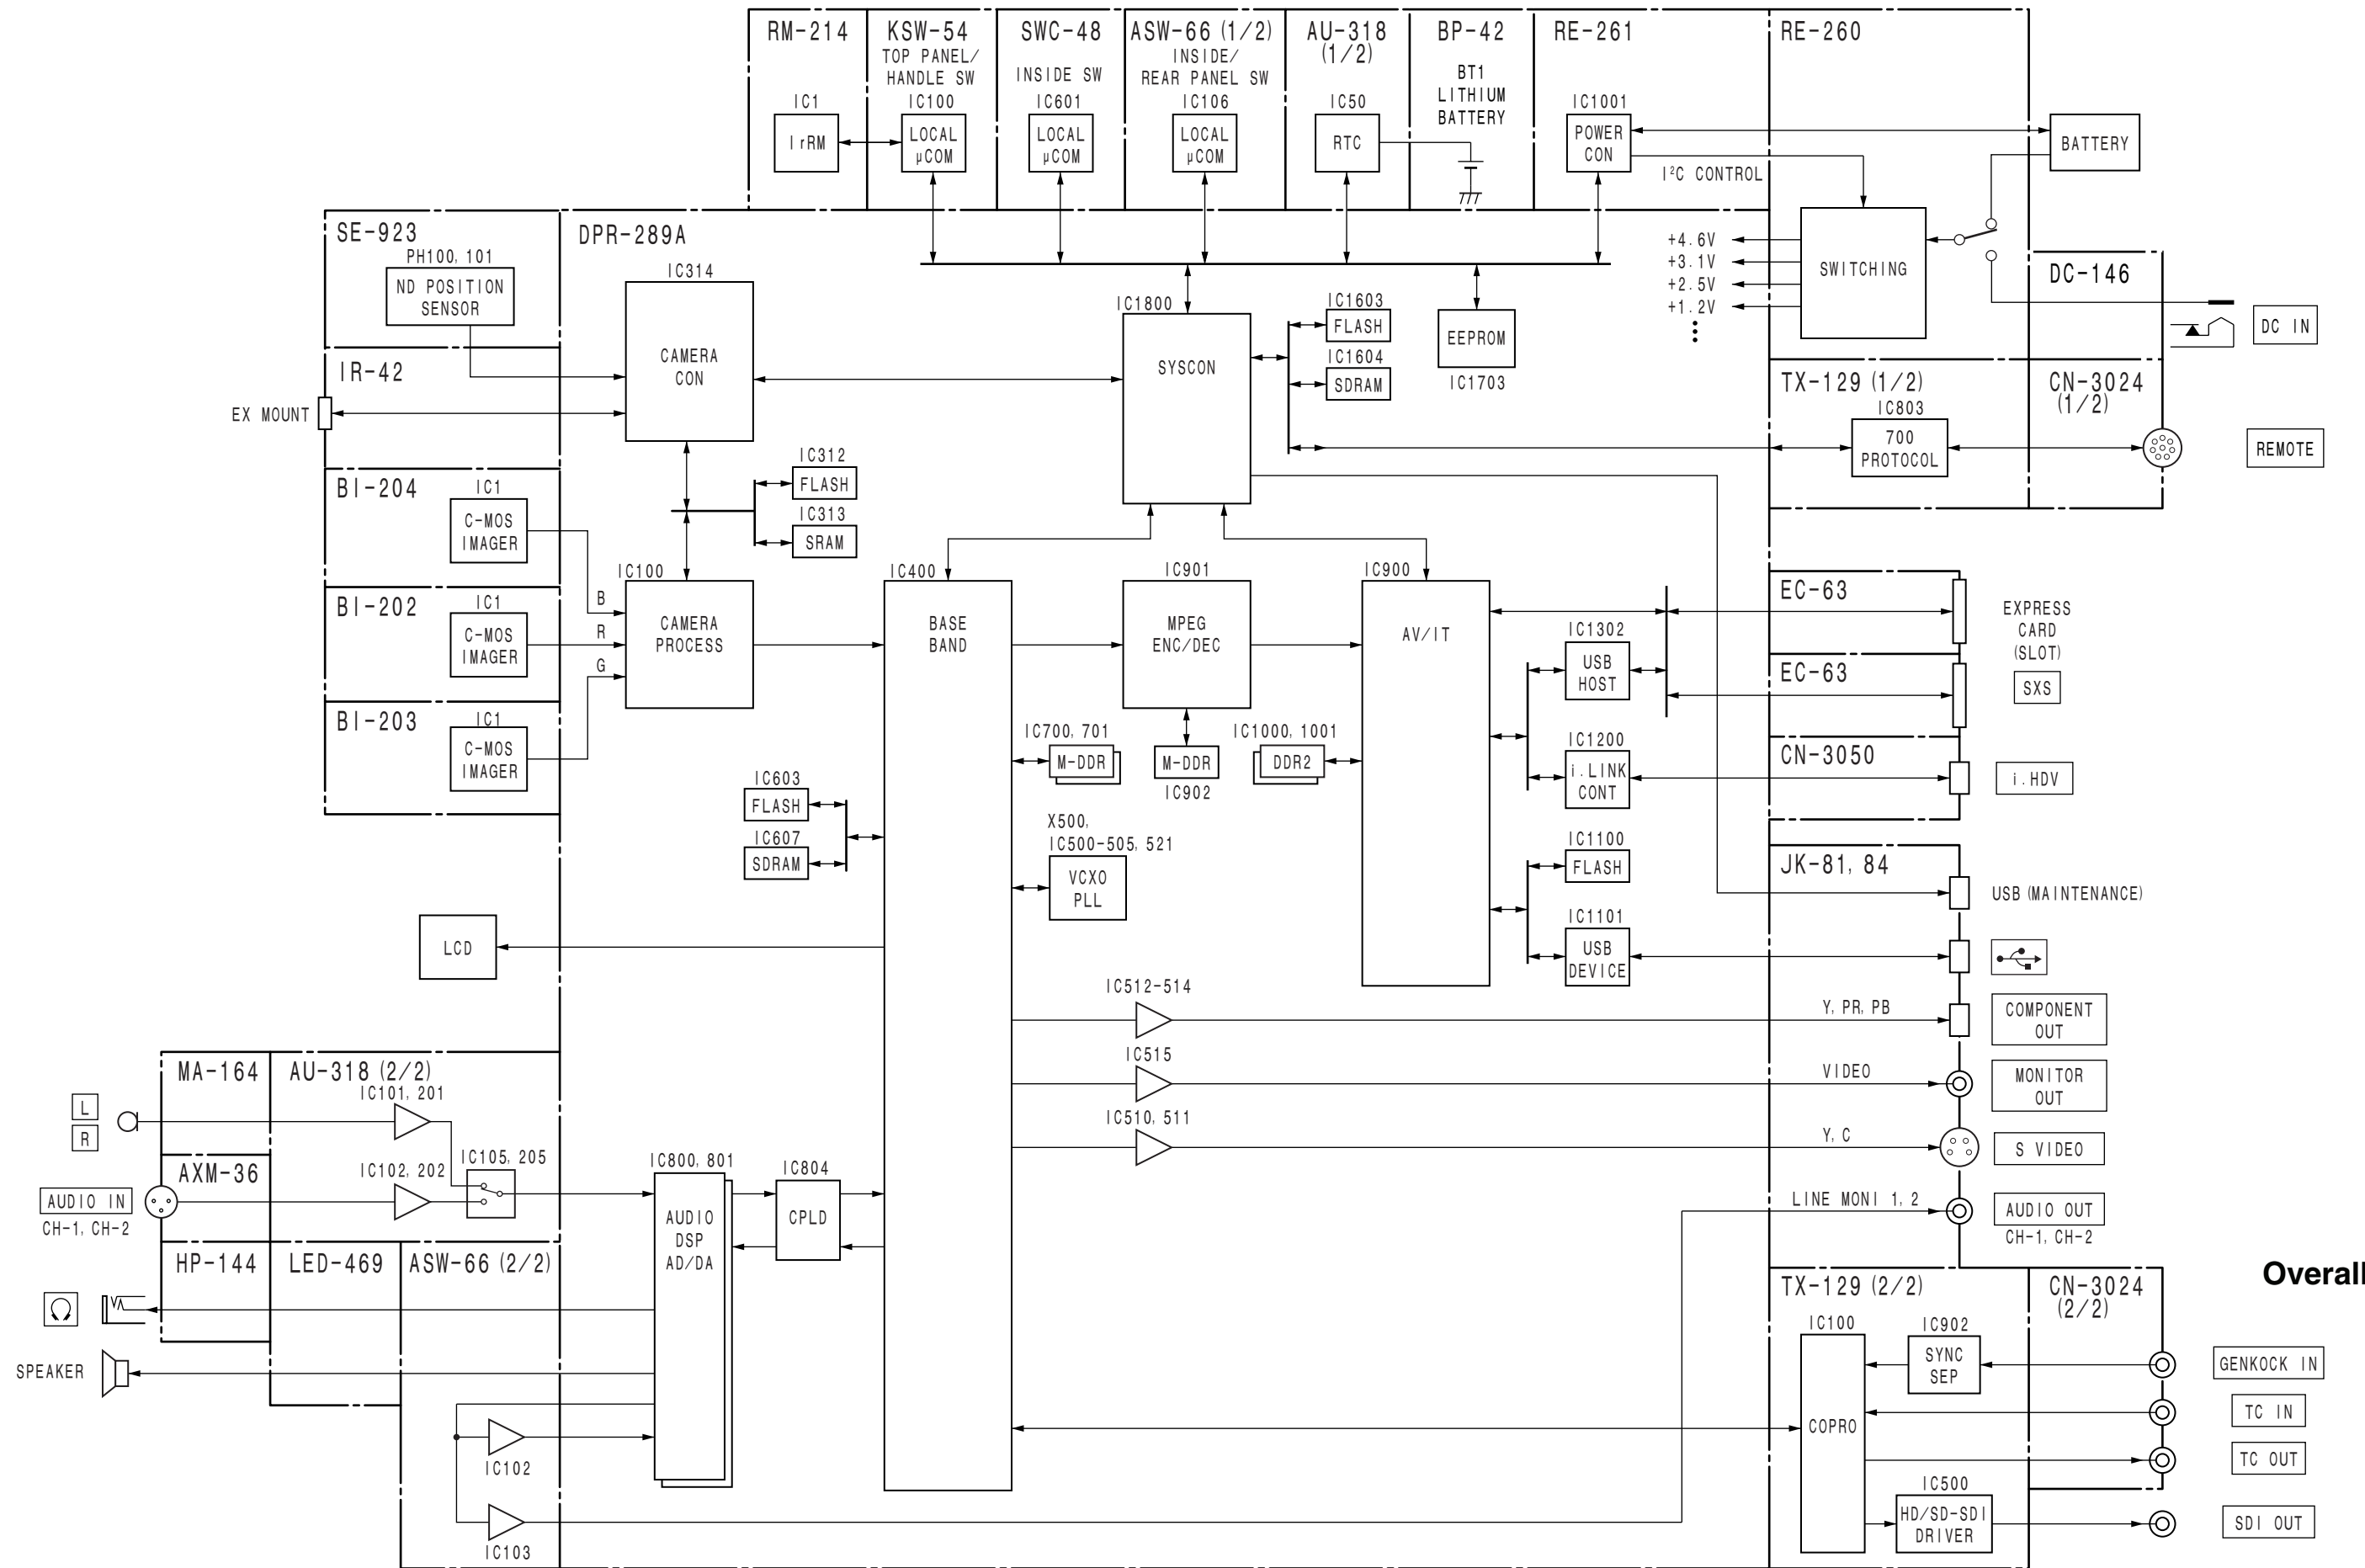 RM-214
IC1
IrRM
KSW-54
TOP PANEL/
HANDLE SW
IC100
LOCAL
µCOM
SWC-48
INSIDE SW
IC601
LOCAL
µCOM
ASW-66 (1/2)
INSIDE/
REAR PANEL SW
IC106
LOCAL
µCOM
AU-318
(1/2)
IC50
RTC
BP-42
BT1
LITHIUM
BATTERY
RE-261
IC1001
POWER
CON
I²C CONTROL
RE-260
BATTERY
+4.6V
+3.1V
+2.5V
+1.2V
SWITCHING
DC-146
DC IN
SE-923
PH100, 101
ND POSITION
SENSOR
DPR-289A
IC314
CAMERA
CON
IC1800
SYSCON
IC1603
FLASH
IC1604
SDRAM
EEPROM
IC1703
IR-42
EX MOUNT
TX-129 (1/2)
IC803
700
PROTOCOL
CN-3024
(1/2)
REMOTE
IC312
FLASH
IC313
SRAM
BI-204
IC1
C-MOS
IMAGER
BI-202
IC1
C-MOS
IMAGER
BI-203
IC1
C-MOS
IMAGER
B
R
G
IC100
CAMERA
PROCESS
IC400
BASE
BAND
IC901
MPEG
ENC/DEC
IC900
AV/IT
IC700, 701
M-DDR
M-DDR
IC902
IC1000, 1001
DDR2
IC1302
USB
HOST
IC1200
i.LINK
CONT
EC-63
EC-63
EXPRESS
CARD
(SLOT)
SXS
CN-3050
i.HDV
IC603
FLASH
IC607
SDRAM
X500,
IC500-505, 521
VCXO
PLL
IC1100
FLASH
IC1101
USB
DEVICE
JK-81, 84
USB (MAINTENANCE)
LCD
IC512-514
Y, PR, PB
COMPONENT
OUT
IC515
VIDEO
MONITOR
OUT
IC510, 511
Y, C
S VIDEO
LINE MONI 1, 2
AUDIO OUT
CH-1, CH-2
MA-164
AU-318 (2/2)
IC101, 201
L
R
AXM-36
IC102, 202
IC105, 205
AUDIO IN
CH-1, CH-2
IC800, 801
AUDIO
DSP
AD/DA
IC804
CPLD
HP-144
LED-469
ASW-66 (2/2)
SPEAKER
IC102
IC103
TX-129 (2/2)
IC100
COPRO
IC902
SYNC
SEP
IC500
HD/SD-SDI
DRIVER
CN-3024
(2/2)
Overall
GENKOCK IN
TC IN
TC OUT
SDI OUT